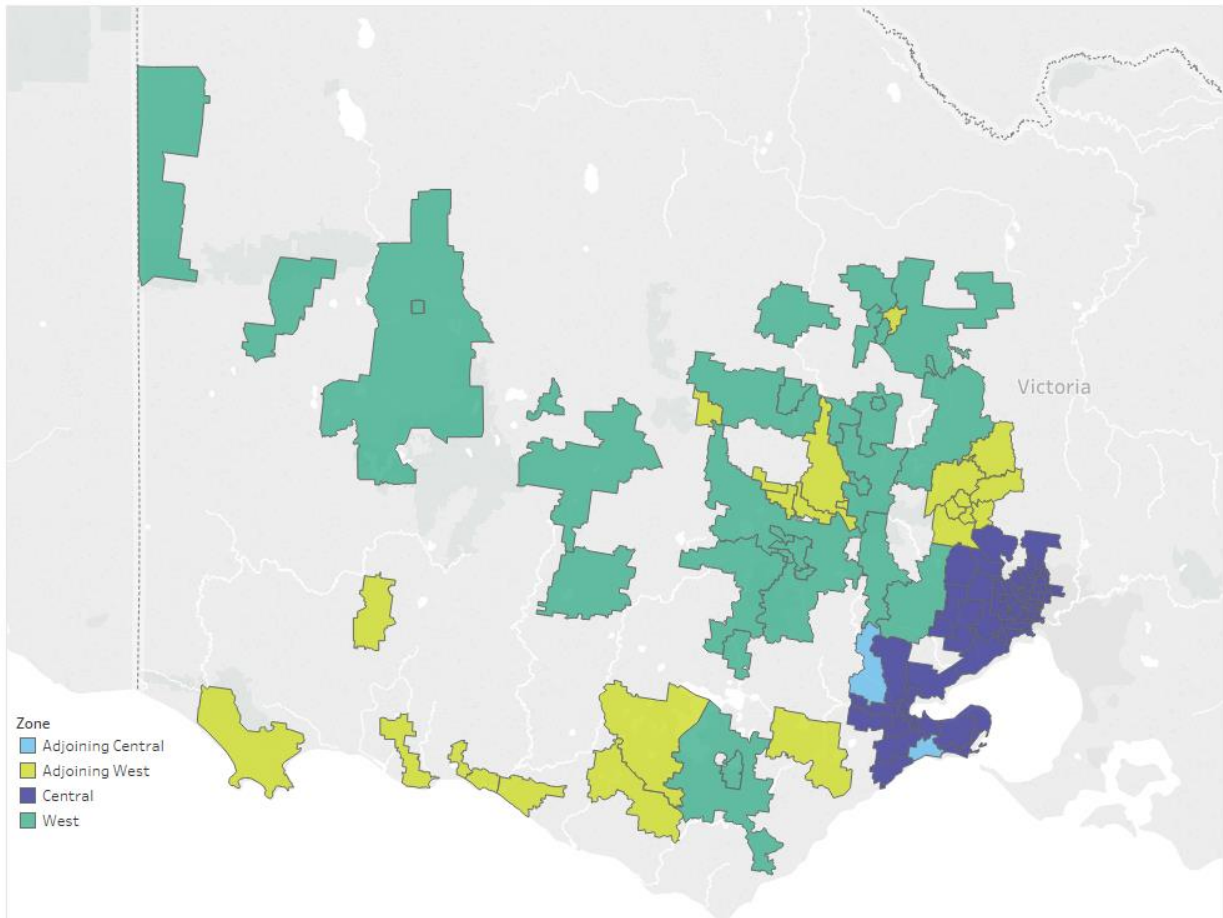 Victoria
Zone
Adjoining Central
Adjoining West
Central
West